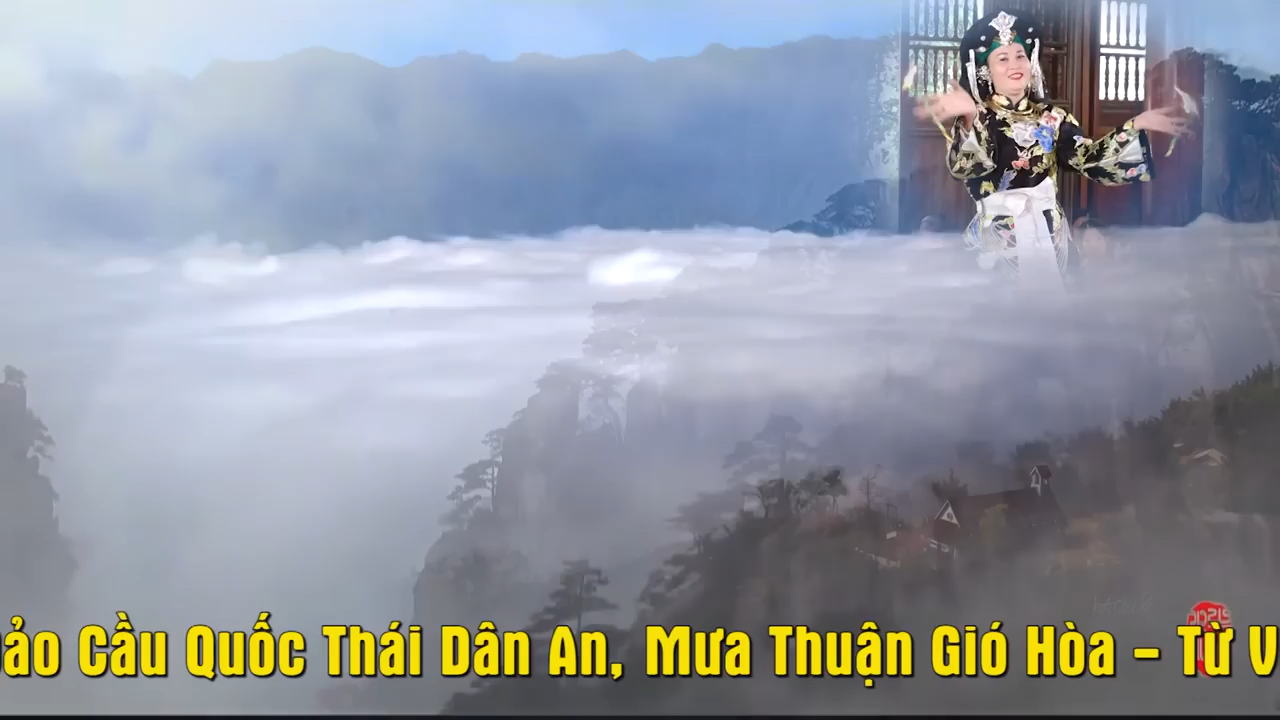 ảo Cầu Quốc Thái Dân An, Mưa Thuận Gió Hòa - Từ V